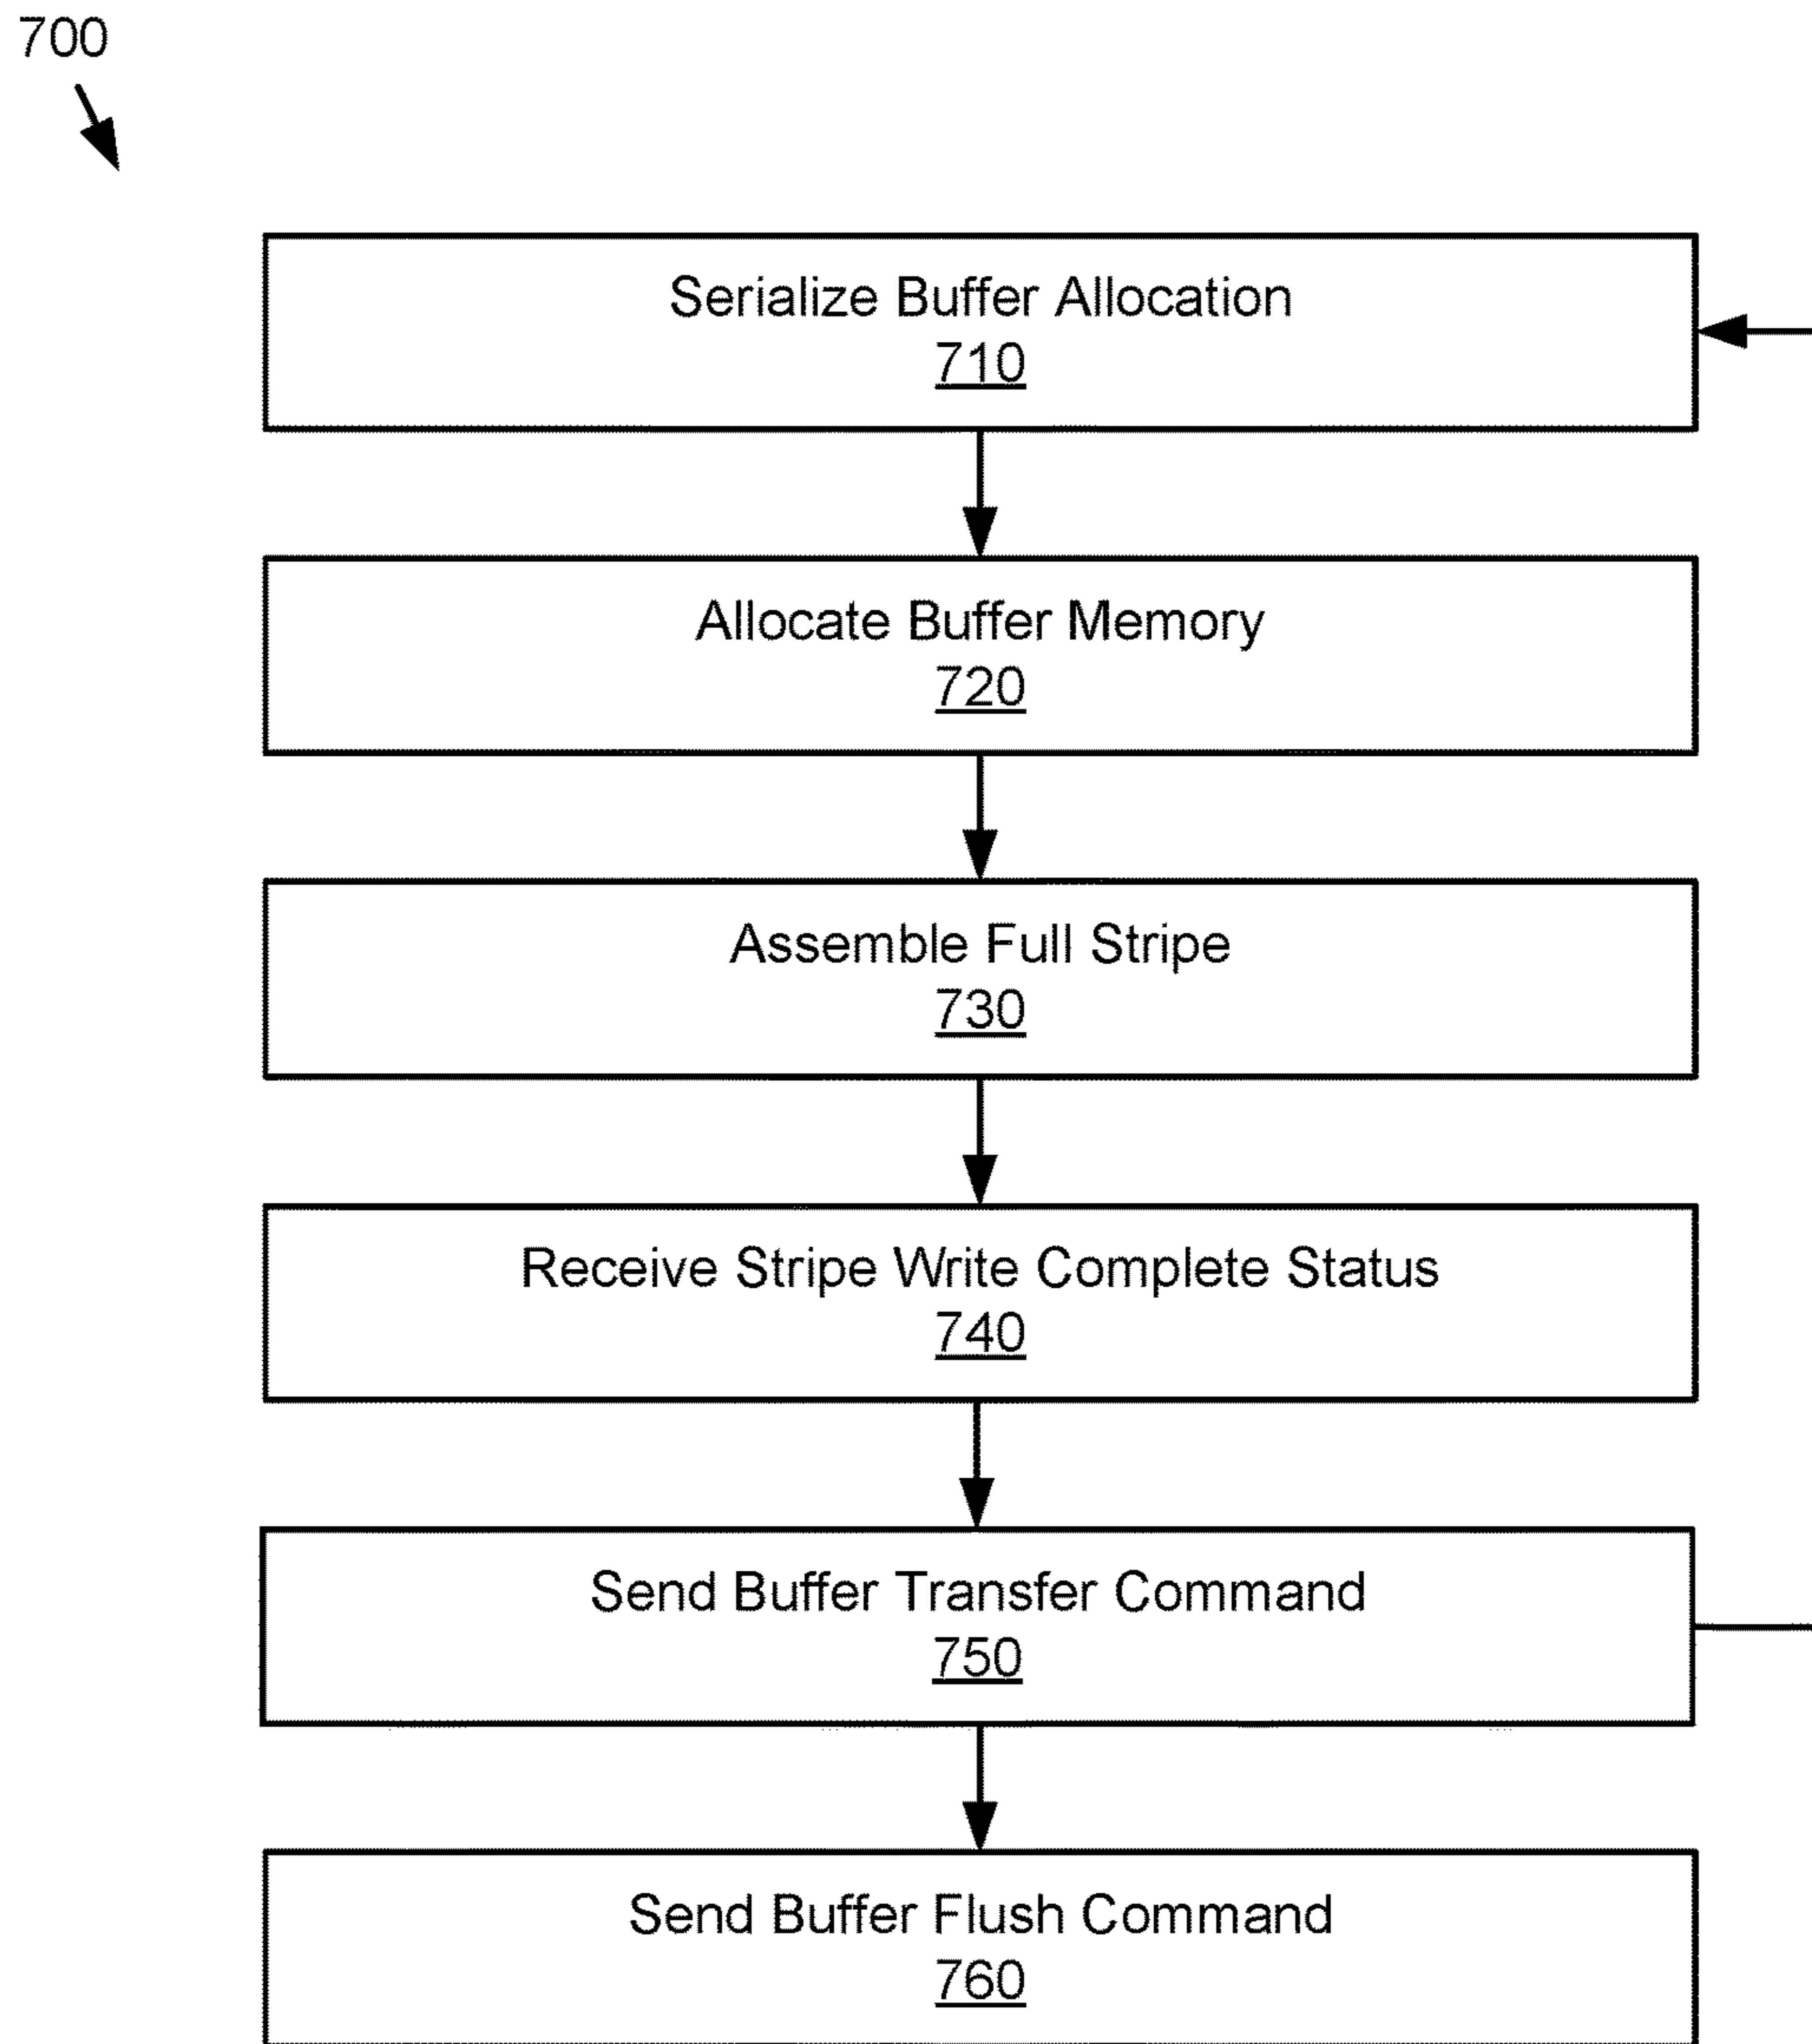 700
Serialize Buffer Allocation
710
Allocate Buffer Memory
720
Assemble Full Stripe
730
Receive Stripe Write Complete Status
740
Send Buffer Transfer Command
750
Send Buffer Flush Command
760